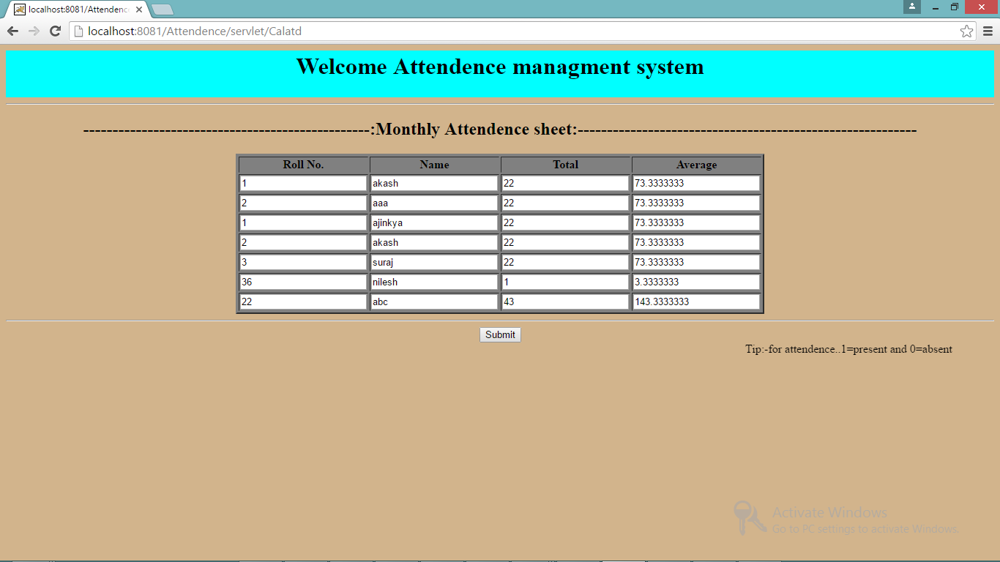 localhost:8081/Attendence
localhost:8081/Attendence/servlet/Calatd
Welcome Attendence managment system
-------------------------------------------------:Monthly Attendence sheet:----------------------------------------------------------
Roll No. Name Total Average
1 akash 22 73.3333333
2 aaa 22 73.3333333
1 ajinkya 22 73.3333333
2 akash 22 73.3333333
3 suraj 22 73.3333333
36 nilesh 1 3.3333333
22 abc 43 143.3333333
Submit
Tip:-for attendence..1=present and 0=absent
Activate Windows
Go to PC settings to activate Windows.